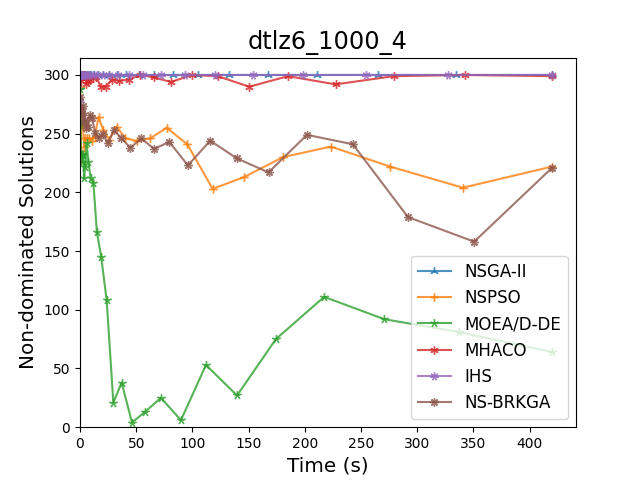 dtlz6_1000_4
300
250
200
150
100
50
0
Non-dominated Solutions
0 50 100 150 200 250 300 350 400
Time (s)
NSGA-II
NSPSO
MOEA/D-DE
MHACO
IHS
NS-BRKGA